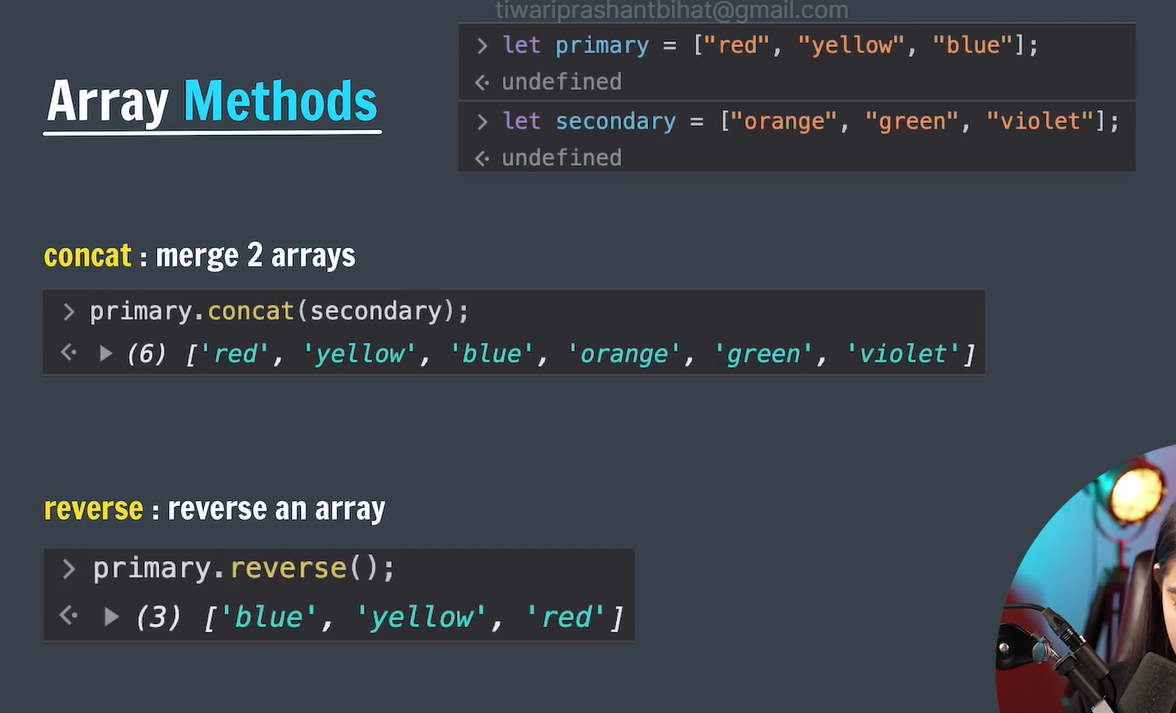 tiwariprashantbihat@gmail.com
> let primary = ["red", "yellow", "blue"];
<· undefined
> let secondary = ["orange", "green", "violet"];
<· undefined
Array Methods
concat : merge 2 arrays
> primary.concat(secondary);
<· ▶ (6) ['red', 'yellow', 'blue', 'orange', 'green', 'violet']
reverse : reverse an array
> primary.reverse();
<· ▶ (3) ['blue', 'yellow', 'red']